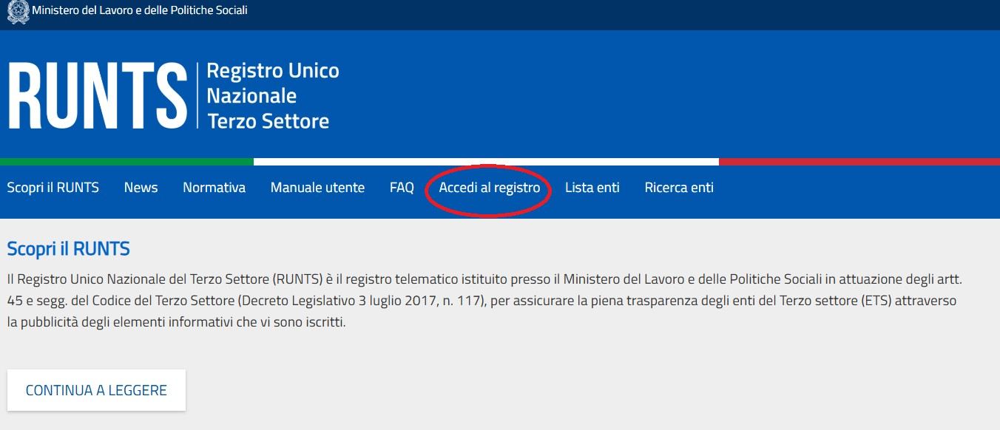 Ministero del Lavoro e delle Politiche Sociali
RUNTS
Registro Unico
Nazionale
Terzo Settore
Scopri il RUNTS News Normativa Manuale utente FAQ Accedi al registro Lista enti Ricerca enti
Scopri il RUNTS
Il Registro Unico Nazionale del Terzo Settore (RUNTS) è il registro telematico istituito presso il Ministero del Lavoro e delle Politiche Sociali in attuazione degli artt.
45 e segg. del Codice del Terzo Settore (Decreto Legislativo 3 luglio 2017, n. 117), per assicurare la piena trasparenza degli enti del Terzo settore (ETS) attraverso
la pubblicità degli elementi informativi che vi sono iscritti.
CONTINUA A LEGGERE